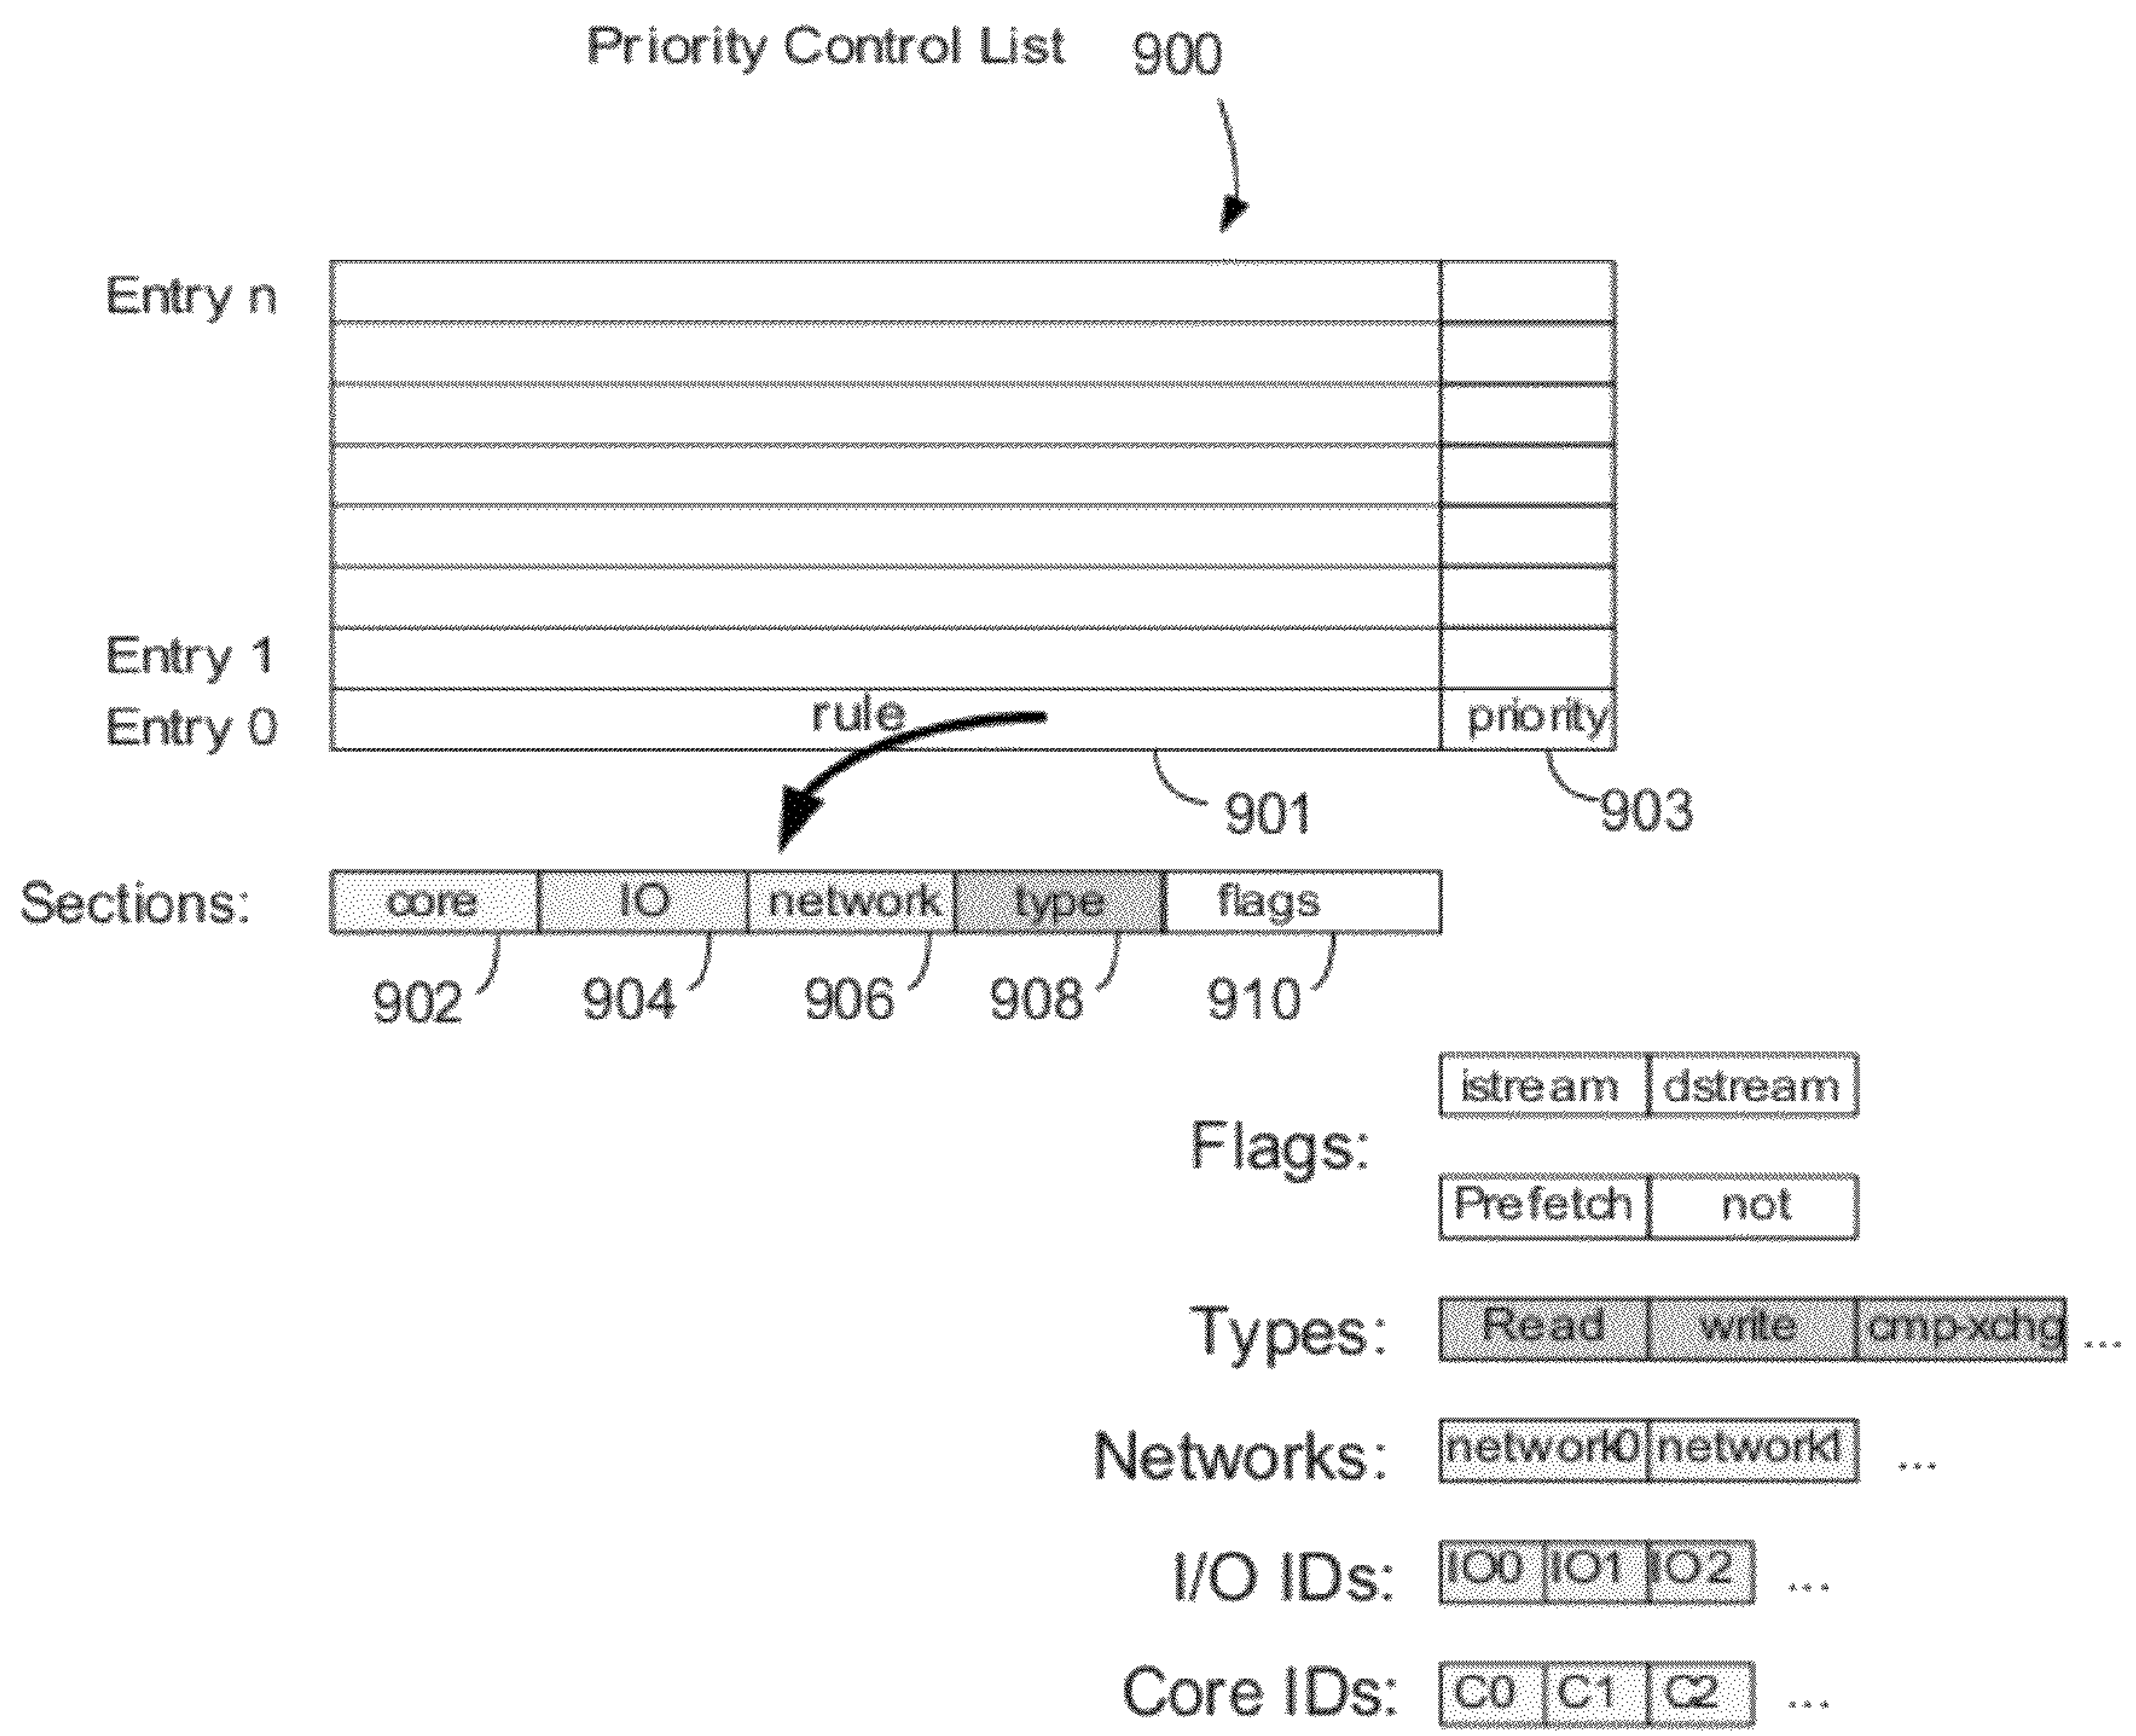 Priority Control List 900
Entry n
Entry 1
Entry 0 rule priority
901 903
Sections: core IO network type flags
902 904 906 908 910
istream dstream
Flags:
Prefetch not
Types: Read write cmp-xchg ...
Networks: network0 network1 ...
I/O IDs: IO0 IO1 IO2 ...
Core IDs: C0 C1 C2 ...